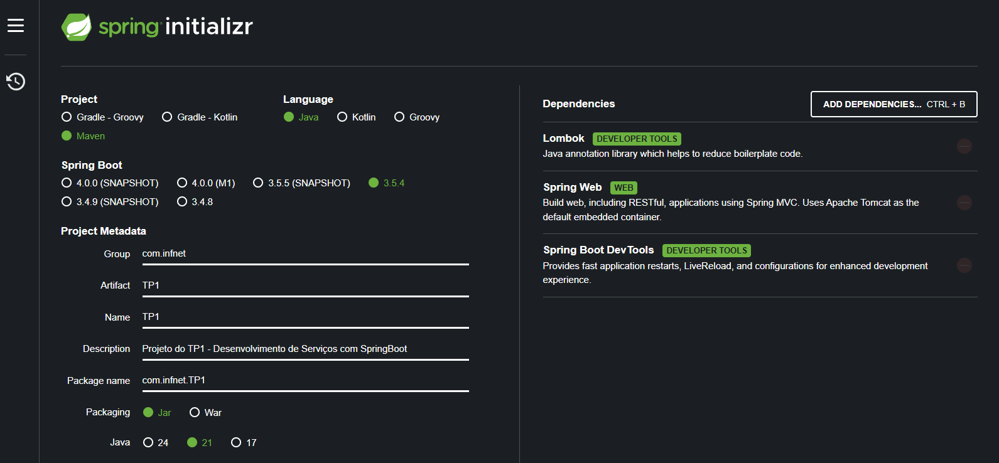 spring initializr
Project
Gradle - Groovy Gradle - Kotlin
Maven
Language
Java Kotlin Groovy
Spring Boot
4.0.0 (SNAPSHOT) 4.0.0 (M1) 3.5.5 (SNAPSHOT) 3.5.4
3.4.9 (SNAPSHOT) 3.4.8
Project Metadata
Group com.infnet
Artifact TP1
Name TP1
Description Projeto do TP1 - Desenvolvimento de Serviços com SpringBoot
Package name com.infnet.TP1
Packaging Jar War
Java 24 21 17
Dependencies ADD DEPENDENCIES... CTRL + B
Lombok DEVELOPER TOOLS
Java annotation library which helps to reduce boilerplate code.
Spring Web WEB
Build web, including RESTful, applications using Spring MVC. Uses Apache Tomcat as the
default embedded container.
Spring Boot DevTools DEVELOPER TOOLS
Provides fast application restarts, LiveReload, and configurations for enhanced development
experience.